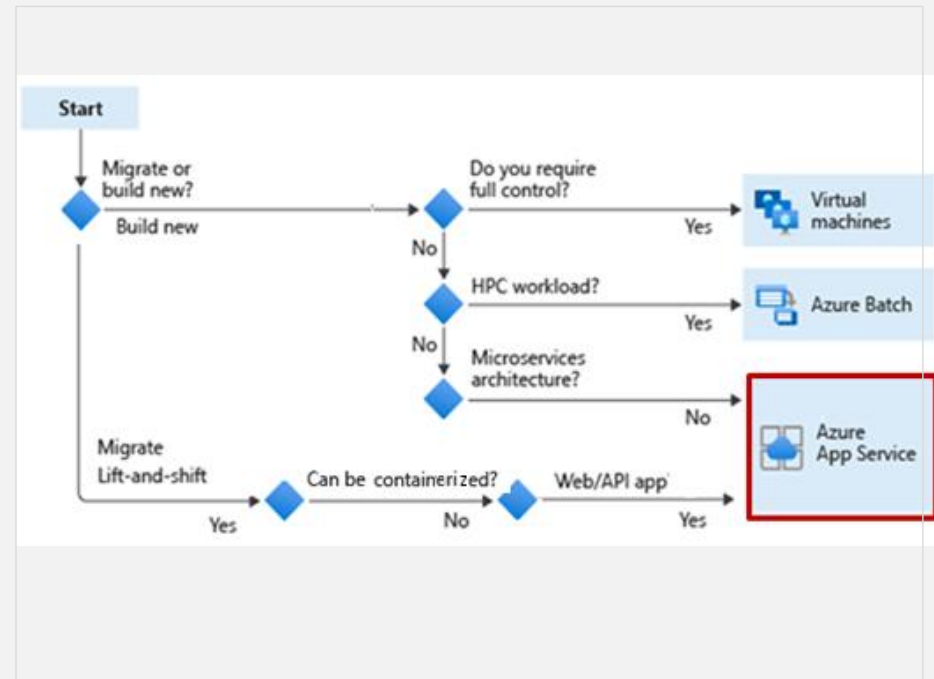 Start
Migrate or
build new?
Build new
Do you require
full control?
Yes
Virtual
machines
No
HPC workload?
Yes
Azure Batch
No
Microservices
architecture?
No
Azure
App Service
Migrate
Lift-and-shift
Yes
Can be containerized?
No
Web/API app
Yes